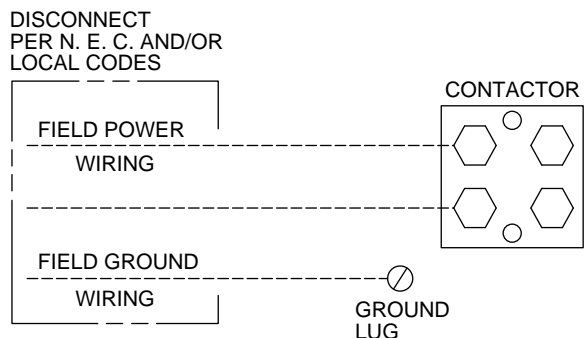 DISCONNECT
PER N. E. C. AND/OR
LOCAL CODES
CONTACTOR
FIELD POWER
WIRING
FIELD GROUND
WIRING
GROUND
LUG